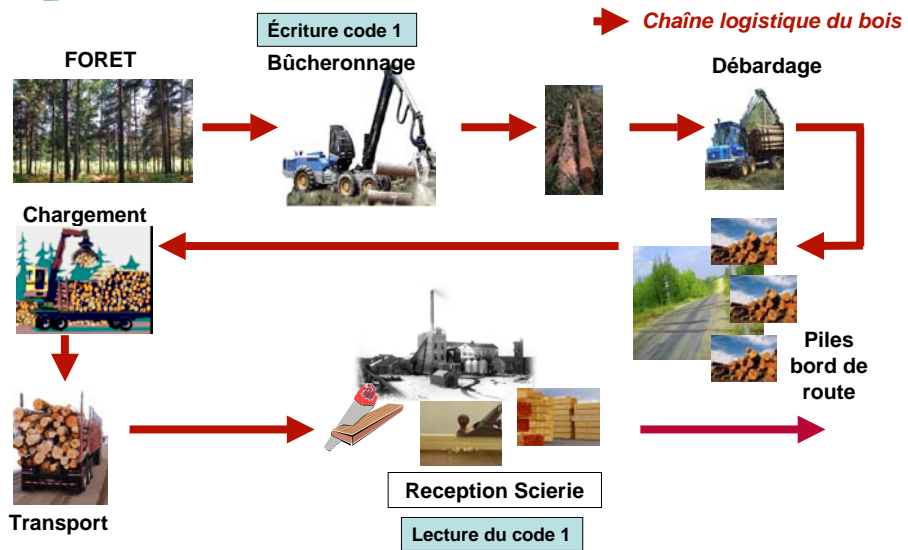 Écriture code 1
Chaîne logistique du bois
FORET
Bûcheronnage
Débardage
Chargement
Piles
bord de
route
Reception Scierie
Transport
Lecture du code 1